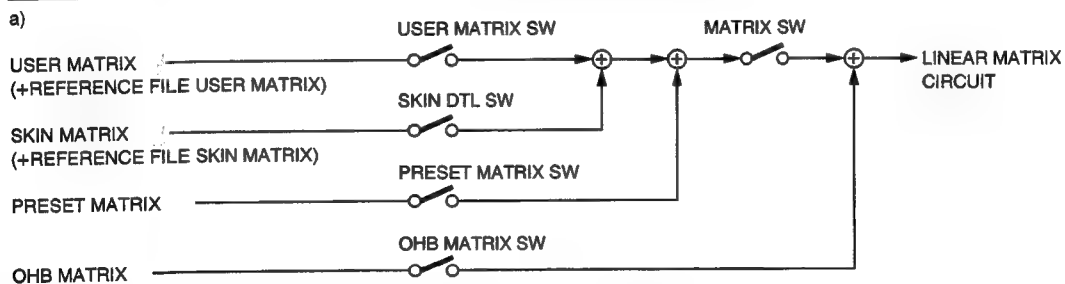 a)
USER MATRIX SW
MATRIX SW
USER MATRIX
(+REFERENCE FILE USER MATRIX)
LINEAR MATRIX
CIRCUIT
SKIN DTL SW
SKIN MATRIX
(+REFERENCE FILE SKIN MATRIX)
PRESET MATRIX SW
PRESET MATRIX
OHB MATRIX SW
OHB MATRIX